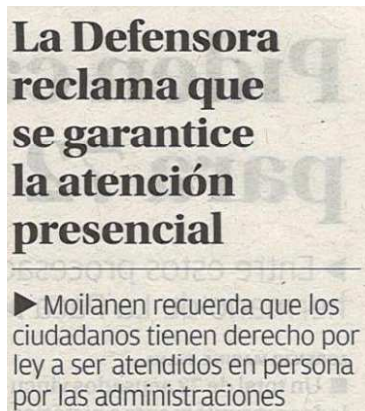 La Defensora
reclama que
se garantice
la atención
presencial
▶ Moilanen recuerda que los
ciudadanos tienen derecho por
ley a ser atendidos en persona
por las administraciones